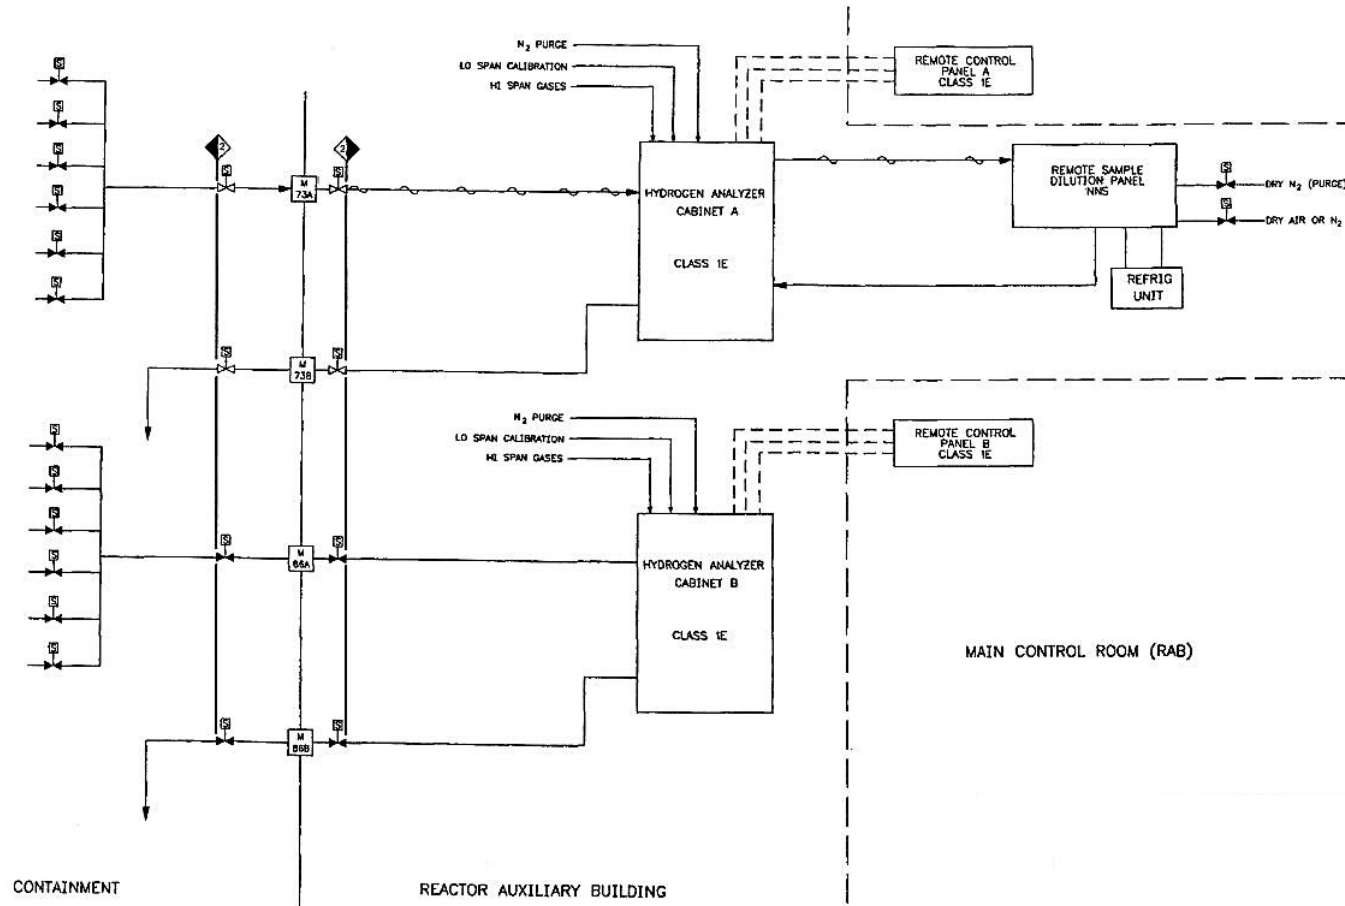 N2 PURGE
LO SPAN CALIBRATION
HI SPAN GASES
REMOTE CONTROL
PANEL A
CLASS 1E
S
S
S
S
S
S
2
2
S
S
M
73A
HYDROGEN ANALYZER
CABINET A
CLASS 1E
REMOTE SAMPLE
DILUTION PANEL
NNS
S
DRY N2 (PURGE)
S
DRY AIR OR N2
REFRIG
UNIT
S
S
M
73B
N2 PURGE
LO SPAN CALIBRATION
HI SPAN GASES
REMOTE CONTROL
PANEL B
CLASS 1E
S
S
S
S
S
S
S
S
M
86A
HYDROGEN ANALYZER
CABINET B
CLASS 1E
MAIN CONTROL ROOM (RAB)
S
S
M
86B
CONTAINMENT
REACTOR AUXILIARY BUILDING